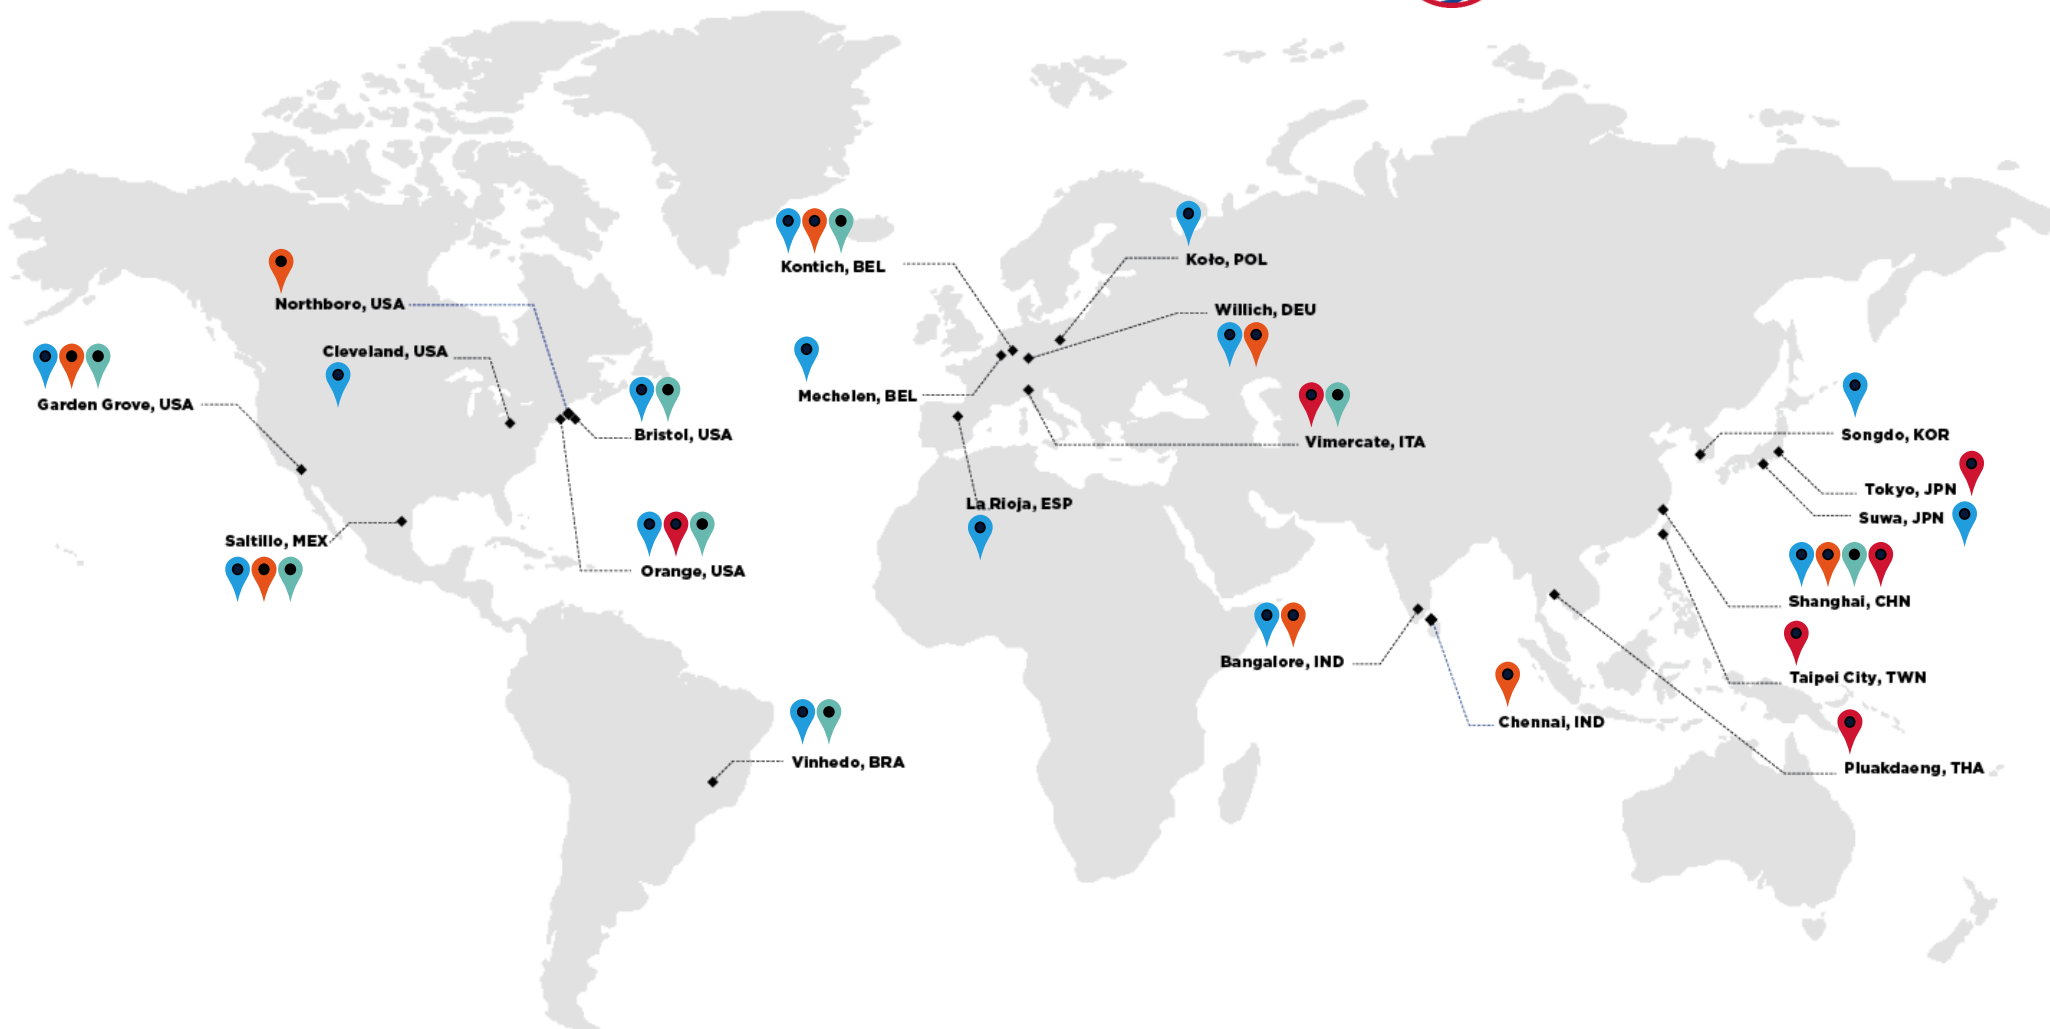 Northboro, USA
Cleveland, USA
Garden Grove, USA
Bristol, USA
Saltillo, MEX
Orange, USA
Vinhedo, BRA
Kontich, BEL
Koło, POL
Willich, DEU
Mechelen, BEL
Vimercate, ITA
La Rioja, ESP
Bangalore, IND
Chennai, IND
Songdo, KOR
Tokyo, JPN
Suwa, JPN
Shanghai, CHN
Taipei City, TWN
Pluakdaeng, THA